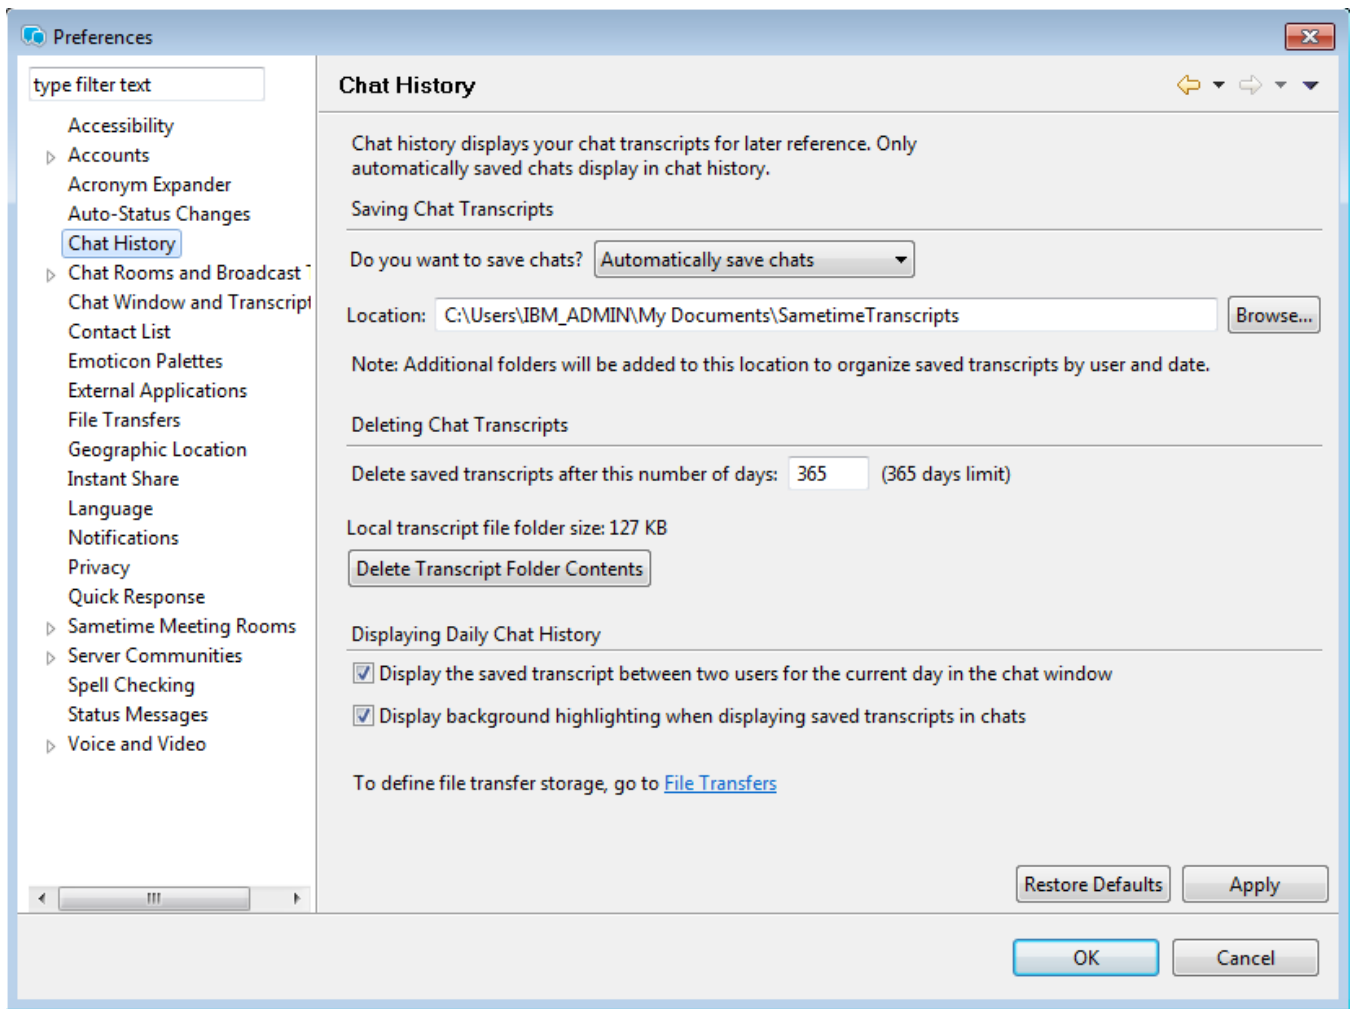 Preferences
type filter text
Accessibility
Accounts
Acronym Expander
Auto-Status Changes
Chat History
Chat Rooms and Broadcast
Chat Window and Transcript
Contact List
Emoticon Palettes
External Applications
File Transfers
Geographic Location
Instant Share
Language
Notifications
Privacy
Quick Response
Sametime Meeting Rooms
Server Communities
Spell Checking
Status Messages
Voice and Video
Chat History
Chat history displays your chat transcripts for later reference. Only
automatically saved chats display in chat history.
Saving Chat Transcripts
Do you want to save chats? Automatically save chats
Location: C:\Users\IBM_ADMIN\My Documents\SametimeTranscripts Browse...
Note: Additional folders will be added to this location to organize saved transcripts by user and date.
Deleting Chat Transcripts
Delete saved transcripts after this number of days: 365 (365 days limit)
Local transcript file folder size: 127 KB
Delete Transcript Folder Contents
Displaying Daily Chat History
Display the saved transcript between two users for the current day in the chat window
Display background highlighting when displaying saved transcripts in chats
To define file transfer storage, go to File Transfers
Restore Defaults Apply
OK Cancel